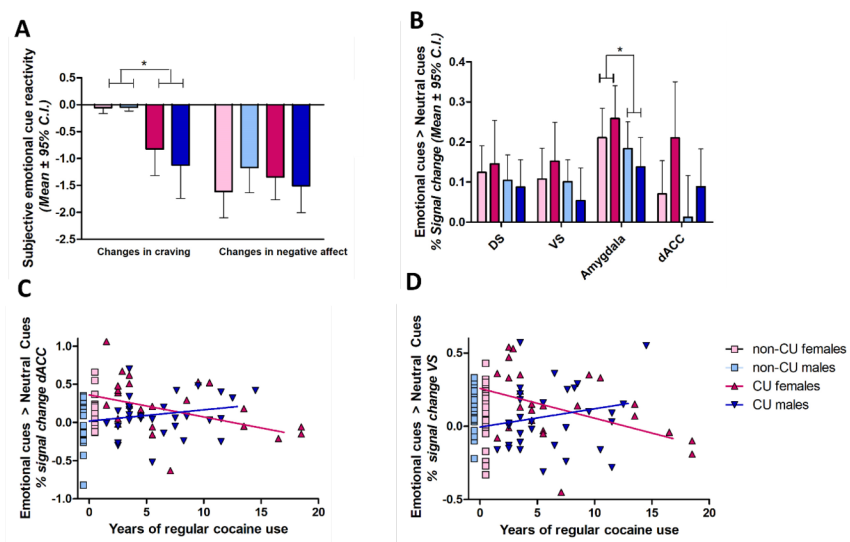 A
Subjective emotional cue reactivity
(Mean ± 95% C.I.)
0.5
0.0
-0.5
-1.0
-1.5
-2.0
-2.5
*
Changes in craving
Changes in negative affect
B
Emotional cues > Neutral cues
% Signal change (Mean ± 95% C.I.)
0.4
0.3
0.2
0.1
0.0
*
DS
VS
Amygdala
dACC
C
Emotional Cues > Neutral Cues
% signal change dACC
1.0
0.5
0.0
-0.5
-1.0
0
5
10
15
20
Years of regular cocaine use
D
Emotional Cues > Neutral Cues
% signal change VS
0.5
0.0
-0.5
0
5
10
15
20
Years of regular cocaine use
non-CU females
non-CU males
CU females
CU males